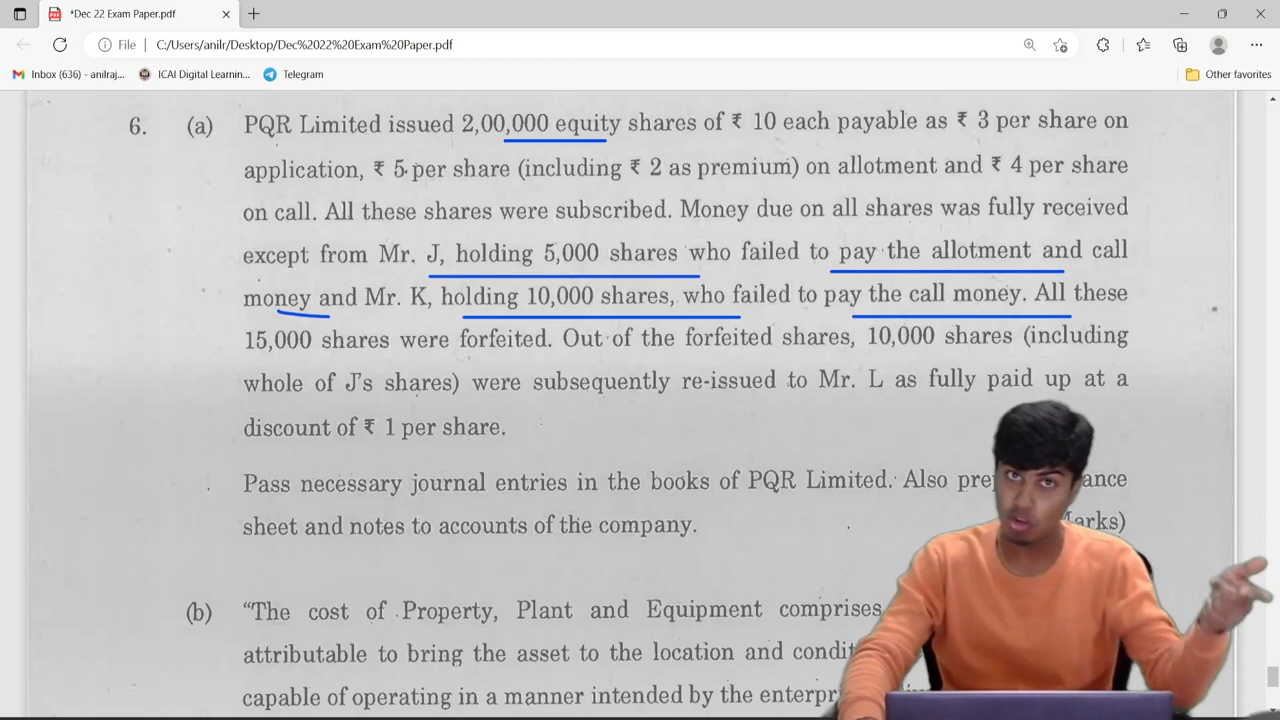 *Dec 22 Exam Paper.pdf
File C:/Users/anilr/Desktop/Dec%2022%20Exam%20Paper.pdf
Inbox (636) – anilraj... ICAI Digital Learnin... Telegram Other favorites
6. (a) PQR Limited issued 2,00,000 equity shares of ₹ 10 each payable as ₹ 3 per share on
application, ₹ 5 per share (including ₹ 2 as premium) on allotment and ₹ 4 per share
on call. All these shares were subscribed. Money due on all shares was fully received
except from Mr. J, holding 5,000 shares who failed to pay the allotment and call
money and Mr. K, holding 10,000 shares, who failed to pay the call money. All these
15,000 shares were forfeited. Out of the forfeited shares, 10,000 shares (including
whole of J's shares) were subsequently re-issued to Mr. L as fully paid up at a
discount of ₹ 1 per share.
Pass necessary journal entries in the books of PQR Limited. Also
sheet and notes to accounts of the company.
(b) “The cost of Property, Plant and Equipment comprises
attributable to bring the asset to the location and
capable of operating in a manner intended by the